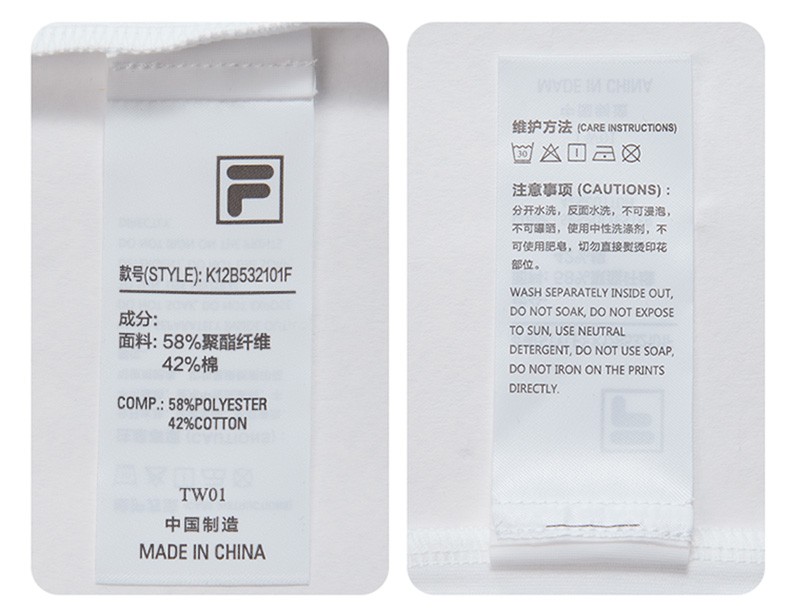 F
款号(STYLE): K12B532101F
成分:
面料: 58%聚酯纤维
42%棉
COMP.: 58%POLYESTER
42%COTTON
TW01
中国制造
MADE IN CHINA
维护方法 (CARE INSTRUCTIONS)
30
注意事项 (CAUTIONS) :
分开水洗，反面水洗，不可浸泡，
不可曝晒，使用中性洗涤剂，不
可使用肥皂，切勿直接熨烫印花
部位。
WASH SEPARATELY INSIDE OUT,
DO NOT SOAK, DO NOT EXPOSE
TO SUN, USE NEUTRAL
DETERGENT, DO NOT USE SOAP,
DO NOT IRON ON THE PRINTS
DIRECTLY.